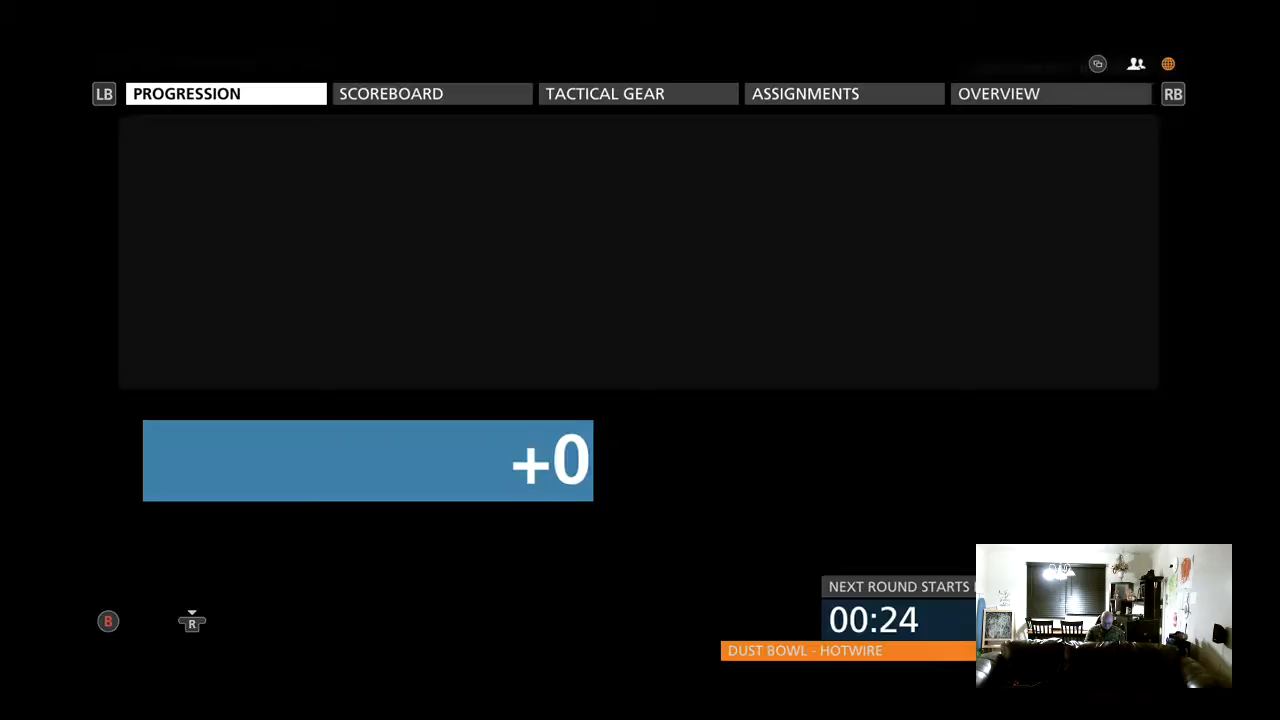 LB PROGRESSION SCOREBOARD TACTICAL GEAR ASSIGNMENTS OVERVIEW RB
+0
NEXT ROUND STARTS
00:24
B R
DUST BOWL - HOTWIRE